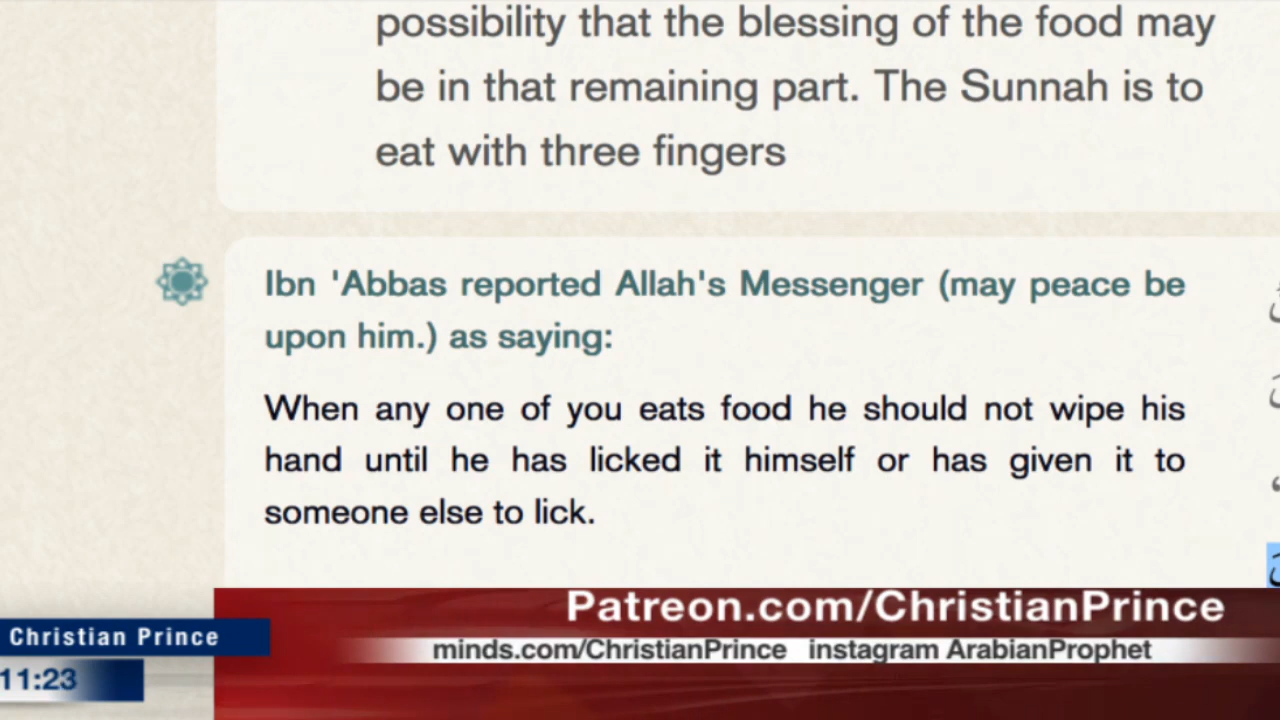 possibility that the blessing of the food may
be in that remaining part. The Sunnah is to
eat with three fingers
Ibn 'Abbas reported Allah's Messenger (may peace be
upon him.) as saying:
When any one of you eats food he should not wipe his
hand until he has licked it himself or has given it to
someone else to lick.
Patreon.com/ChristianPrince
Christian Prince
minds.com/ChristianPrince instagram ArabianProphet
11:23